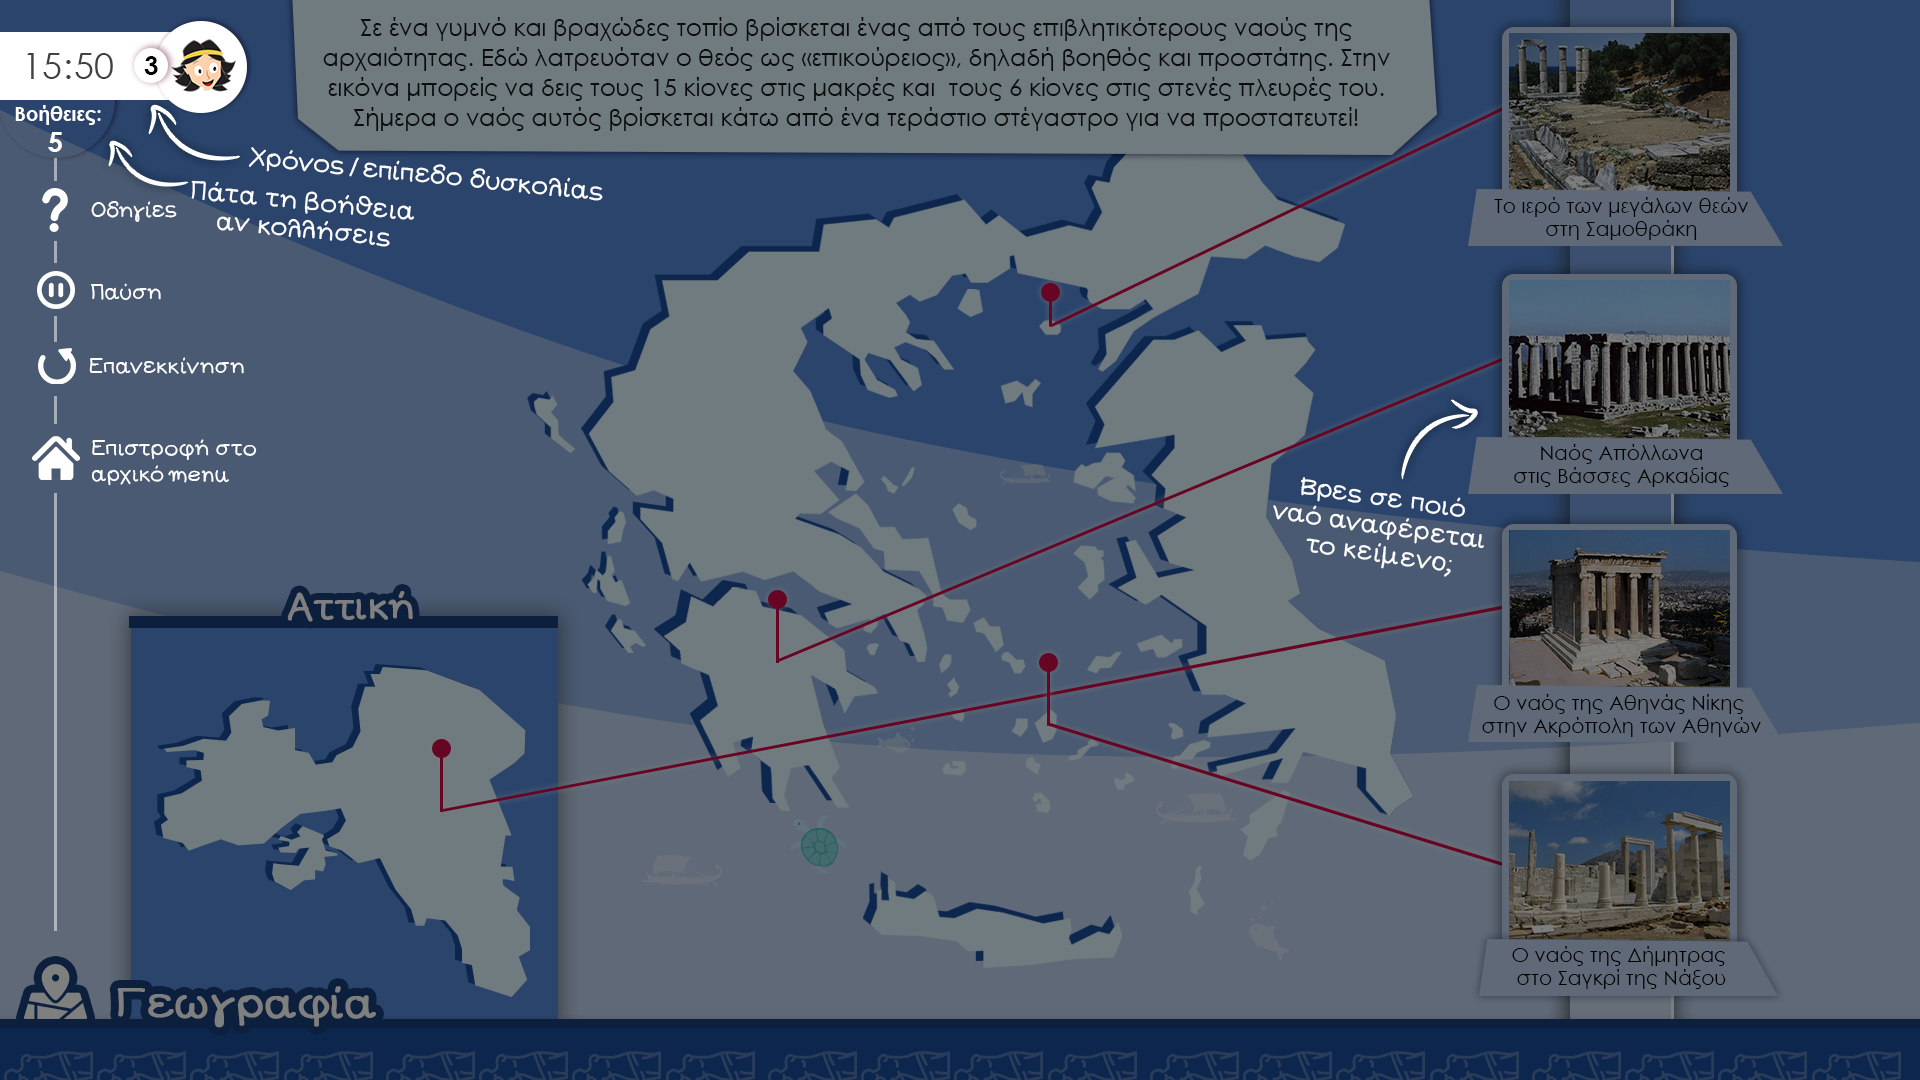 Σε ένα γυμνό και βραχώδες τοπίο βρίσκεται ένας από τους επιβλητικότερους ναούς της
αρχαιότητας. Εδώ λατρευόταν ο θεός ως «επικούρειος», δηλαδή βοηθός και προστάτης. Στην
εικόνα μπορείς να δεις τους 15 κίονες στις μακρές και τους 6 κίονες στις στενές πλευρές του.
Σήμερα ο ναός αυτός βρίσκεται κάτω από ένα τεράστιο στέγαστρο για να προστατευτεί!
15:50
3
Βοήθειες:
5
Χρόνος / επίπεδο δυσκολίας
Πάτα τη βοήθεια
αν κολλήσεις
Οδηγίες
Παύση
Επανεκκίνηση
Επιστροφή στο
αρχικό menu
Το ιερό των μεγάλων θεών
στη Σαμοθράκη
Ναός Απόλλωνα
στις Βάσσες Αρκαδίας
Βρες σε ποιό
ναό αναφέρεται
το κείμενο;
Ο ναός της Αθηνάς Νίκης
στην Ακρόπολη των Αθηνών
Ο ναός της Δήμητρας
στο Σαγκρί της Νάξου
Αττική
Γεωγραφία